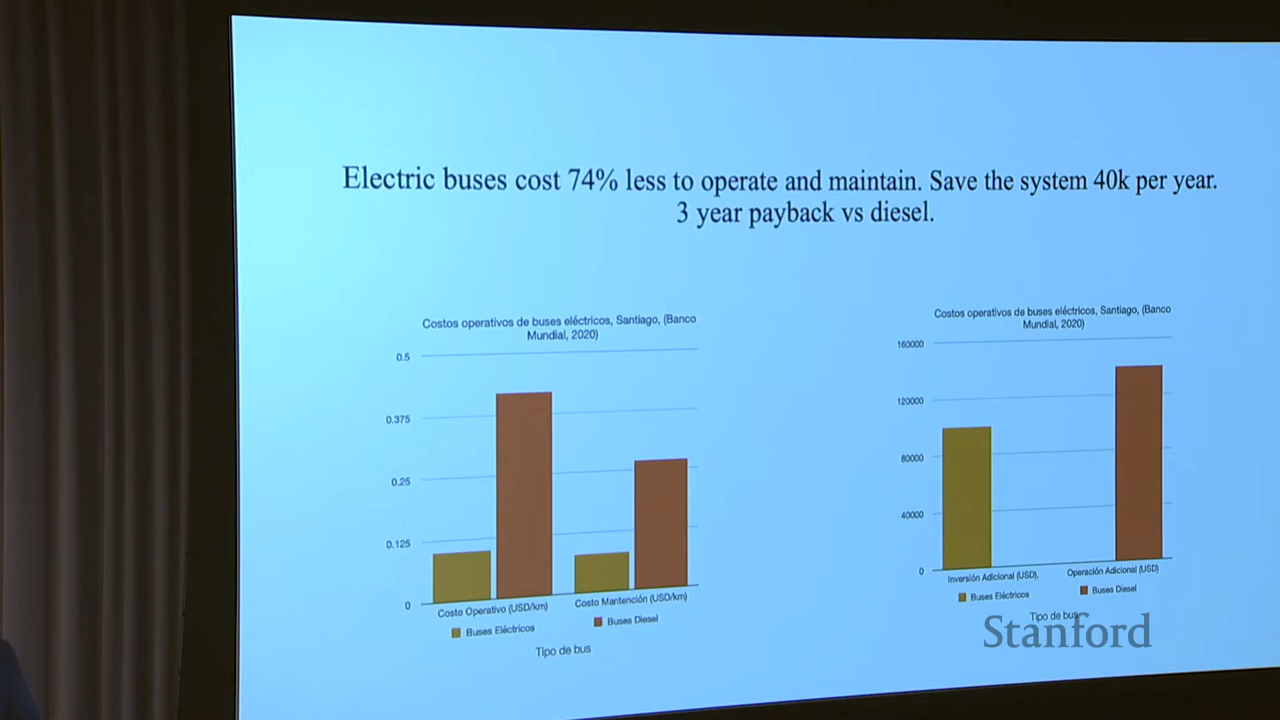 Electric buses cost 74% less to operate and maintain. Save the system 40k per year.
3 year payback vs diesel.
Costos operativos de buses eléctricos, Santiago, (Banco
Mundial, 2020)
0.5
0.375
0.25
0.125
0
Costo Operativo (USD/km)
Costo Mantención (USD/km)
Buses Eléctricos
Buses Diesel
Tipo de bus
Costos operativos de buses eléctricos, Santiago, (Banco
Mundial, 2020)
160000
120000
80000
40000
0
Inversión Adicional (USD),
Operación Adicional (USD)
Buses Eléctricos
Buses Diesel
Tipo de bus
Stanford